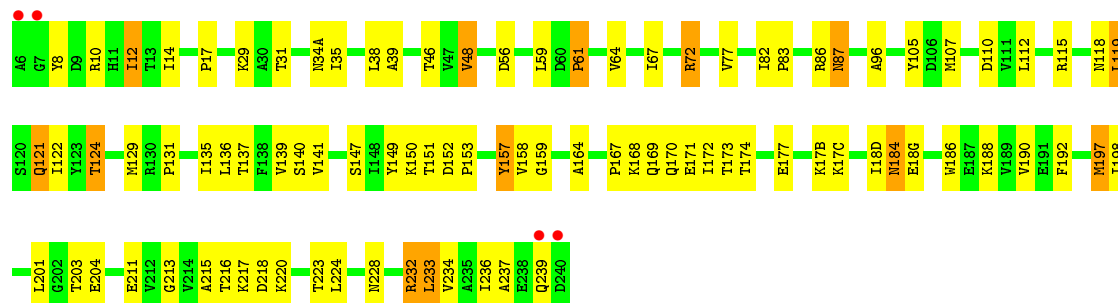 A6 G7 Y8 D9 R10 H11 I12 T13 I14 P17 K29 A30 T31 N34A I35 L38 A39 T46 V47 V48 D56 L59 D60 P61 V64 I67 R72 V77 I82 P83 R86 N87 A96 Y105 D106 M107 D110 V111 L112 R115 N118 L119
S120 Q121 I122 Y123 T124 M129 R130 P131 I135 L136 T137 F138 V139 S140 V141 S147 I148 Y149 K150 T151 D152 P153 Y157 V158 G159 A164 P167 K168 Q169 Q170 E171 I172 T173 T174 E177 K17B K17C I18D N184 E18G W186 E187 K188 V189 V190 E191 F192 M197 I198
L201 G202 T203 E204 E211 V212 G213 V214 A215 T216 K217 D218 K220 T223 L224 N228 R232 L233 V234 A235 I236 A237 E238 Q239 D240